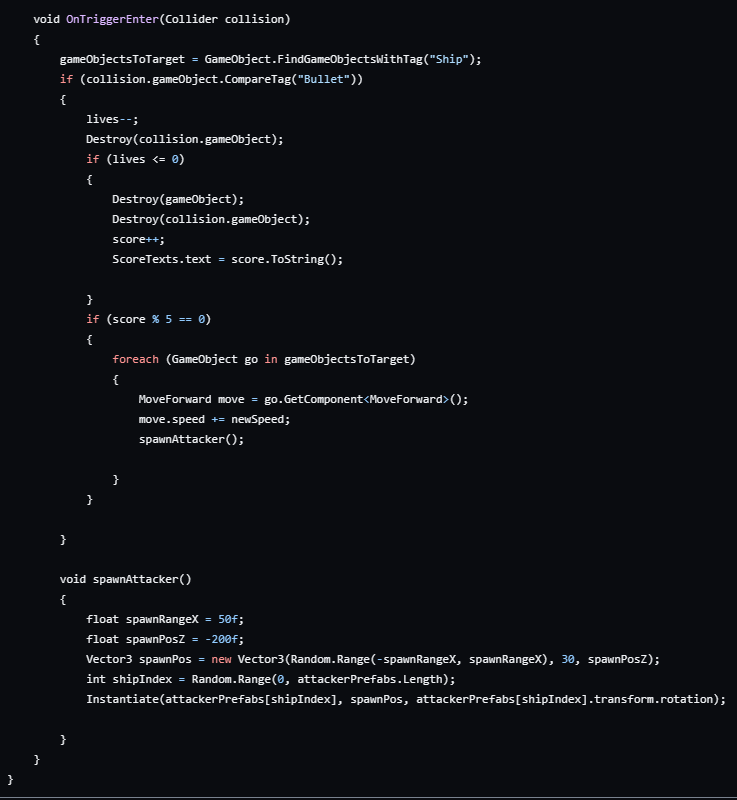 void OnTriggerEnter(Collider collision)
{
gameObjectsToTarget = GameObject.FindGameObjectsWithTag("Ship");
if (collision.gameObject.CompareTag("Bullet"))
{
lives--;
Destroy(collision.gameObject);
if (lives <= 0)
{
Destroy(gameObject);
Destroy(collision.gameObject);
score++;
ScoreTexts.text = score.ToString();
}
if (score % 5 == 0)
{
foreach (GameObject go in gameObjectsToTarget)
{
MoveForward move = go.GetComponent<MoveForward>();
move.speed += newSpeed;
spawnAttacker();
}
}
}
void spawnAttacker()
{
float spawnRangeX = 50f;
float spawnPosZ = -200f;
Vector3 spawnPos = new Vector3(Random.Range(-spawnRangeX, spawnRangeX), 30, spawnPosZ);
int shipIndex = Random.Range(0, attackerPrefabs.Length);
Instantiate(attackerPrefabs[shipIndex], spawnPos, attackerPrefabs[shipIndex].transform.rotation);
}
}
}